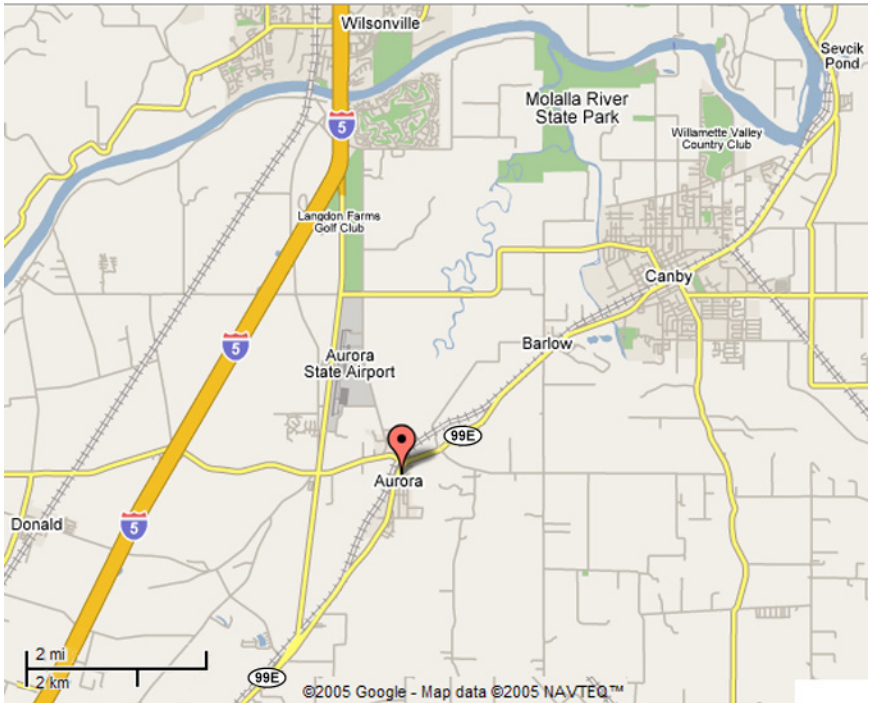 Wilsonville
Sevcik
Pond
Molalla River
State Park
5
Willamette Valley
Country Club
Langdon Farms
Golf Club
Canby
5
Barlow
Aurora
State Airport
99E
Aurora
Donald
5
2 mi
2 km
99E
©2005 Google - Map data ©2005 NAVTEQ™